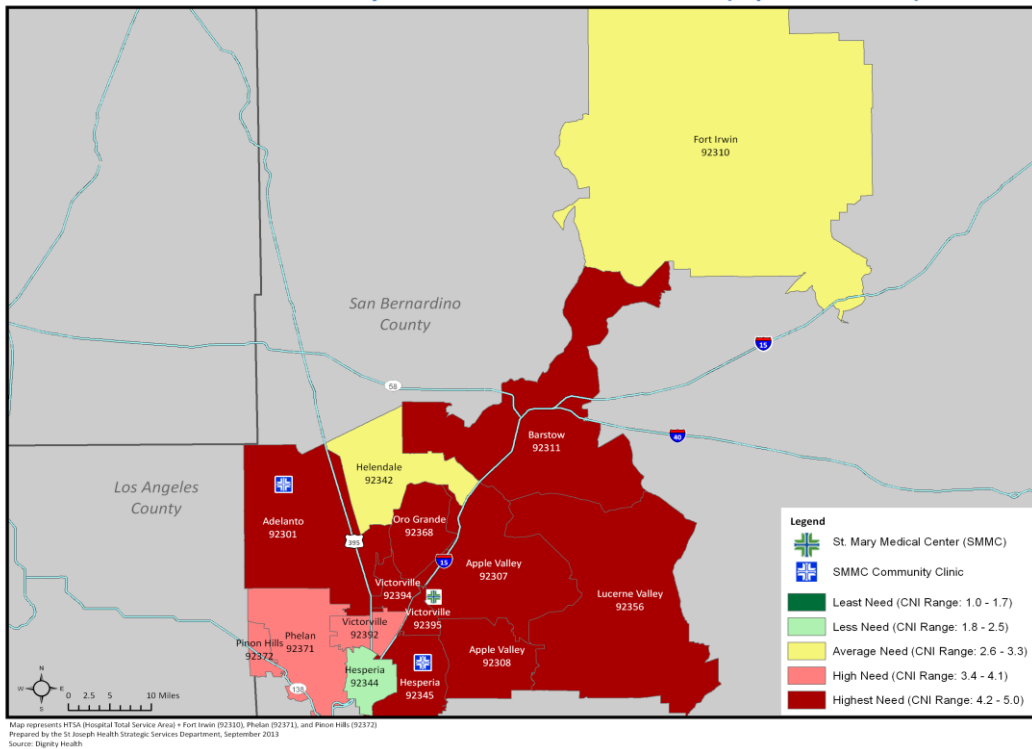 Fort Irwin
92310
San Bernardino
County
15
58
40
Barstow
92311
Helendale
92342
Los Angeles
County
Adelanto
92301
Oro Grande
92368
395
15
Apple Valley
92307
Victorville
92394
Lucerne Valley
92356
Victorville
92395
Victorville
92392
Phelan
92371
Pinon Hills
92372
Apple Valley
92308
Hesperia
92344
Hesperia
92345
138
N
W
E
S
0 2.5 5 10 Miles
Legend
St. Mary Medical Center (SMMC)
SMMC Community Clinic
Least Need (CNI Range: 1.0 - 1.7)
Less Need (CNI Range: 1.8 - 2.5)
Average Need (CNI Range: 2.6 - 3.3)
High Need (CNI Range: 3.4 - 4.1)
Highest Need (CNI Range: 4.2 - 5.0)
Map represents HTSA (Hospital Total Service Area) + Fort Irwin (92310), Phelan (92371), and Pinon Hills (92372)
Prepared by the St Joseph Health Strategic Services Department, September 2013
Source: Dignity Health